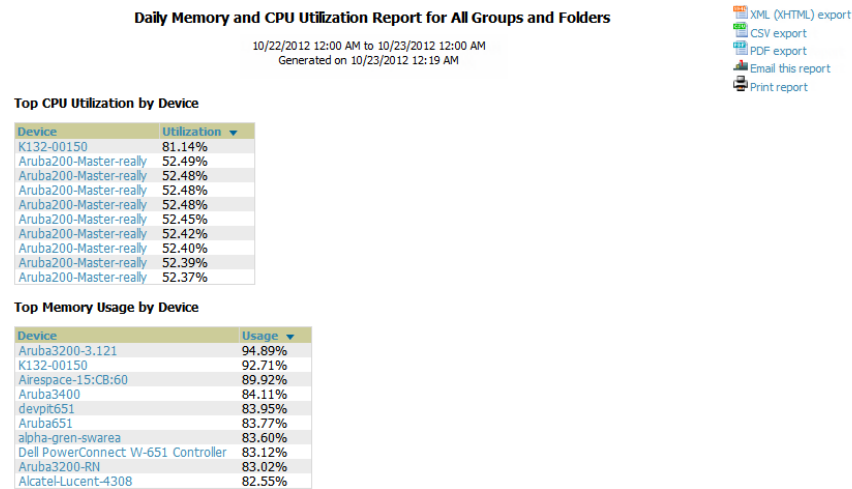 Daily Memory and CPU Utilization Report for All Groups and Folders
10/22/2012 12:00 AM to 10/23/2012 12:00 AM
Generated on 10/23/2012 12:19 AM
XML (XHTML) export
CSV export
PDF export
Email this report
Print report
Top CPU Utilization by Device
Device Utilization
K132-00150 81.14%
Aruba200-Master-really 52.49%
Aruba200-Master-really 52.48%
Aruba200-Master-really 52.48%
Aruba200-Master-really 52.48%
Aruba200-Master-really 52.45%
Aruba200-Master-really 52.42%
Aruba200-Master-really 52.40%
Aruba200-Master-really 52.39%
Aruba200-Master-really 52.37%
Top Memory Usage by Device
Device Usage
Aruba3200-3.121 94.89%
K132-00150 92.71%
Airespace-15:CB:60 89.92%
Aruba3400 84.11%
devpit651 83.95%
Aruba651 83.77%
alpha-gren-swarea 83.60%
Dell PowerConnect W-651 Controller 83.12%
Aruba3200-RN 83.02%
Alcatel-Lucent-4308 82.55%